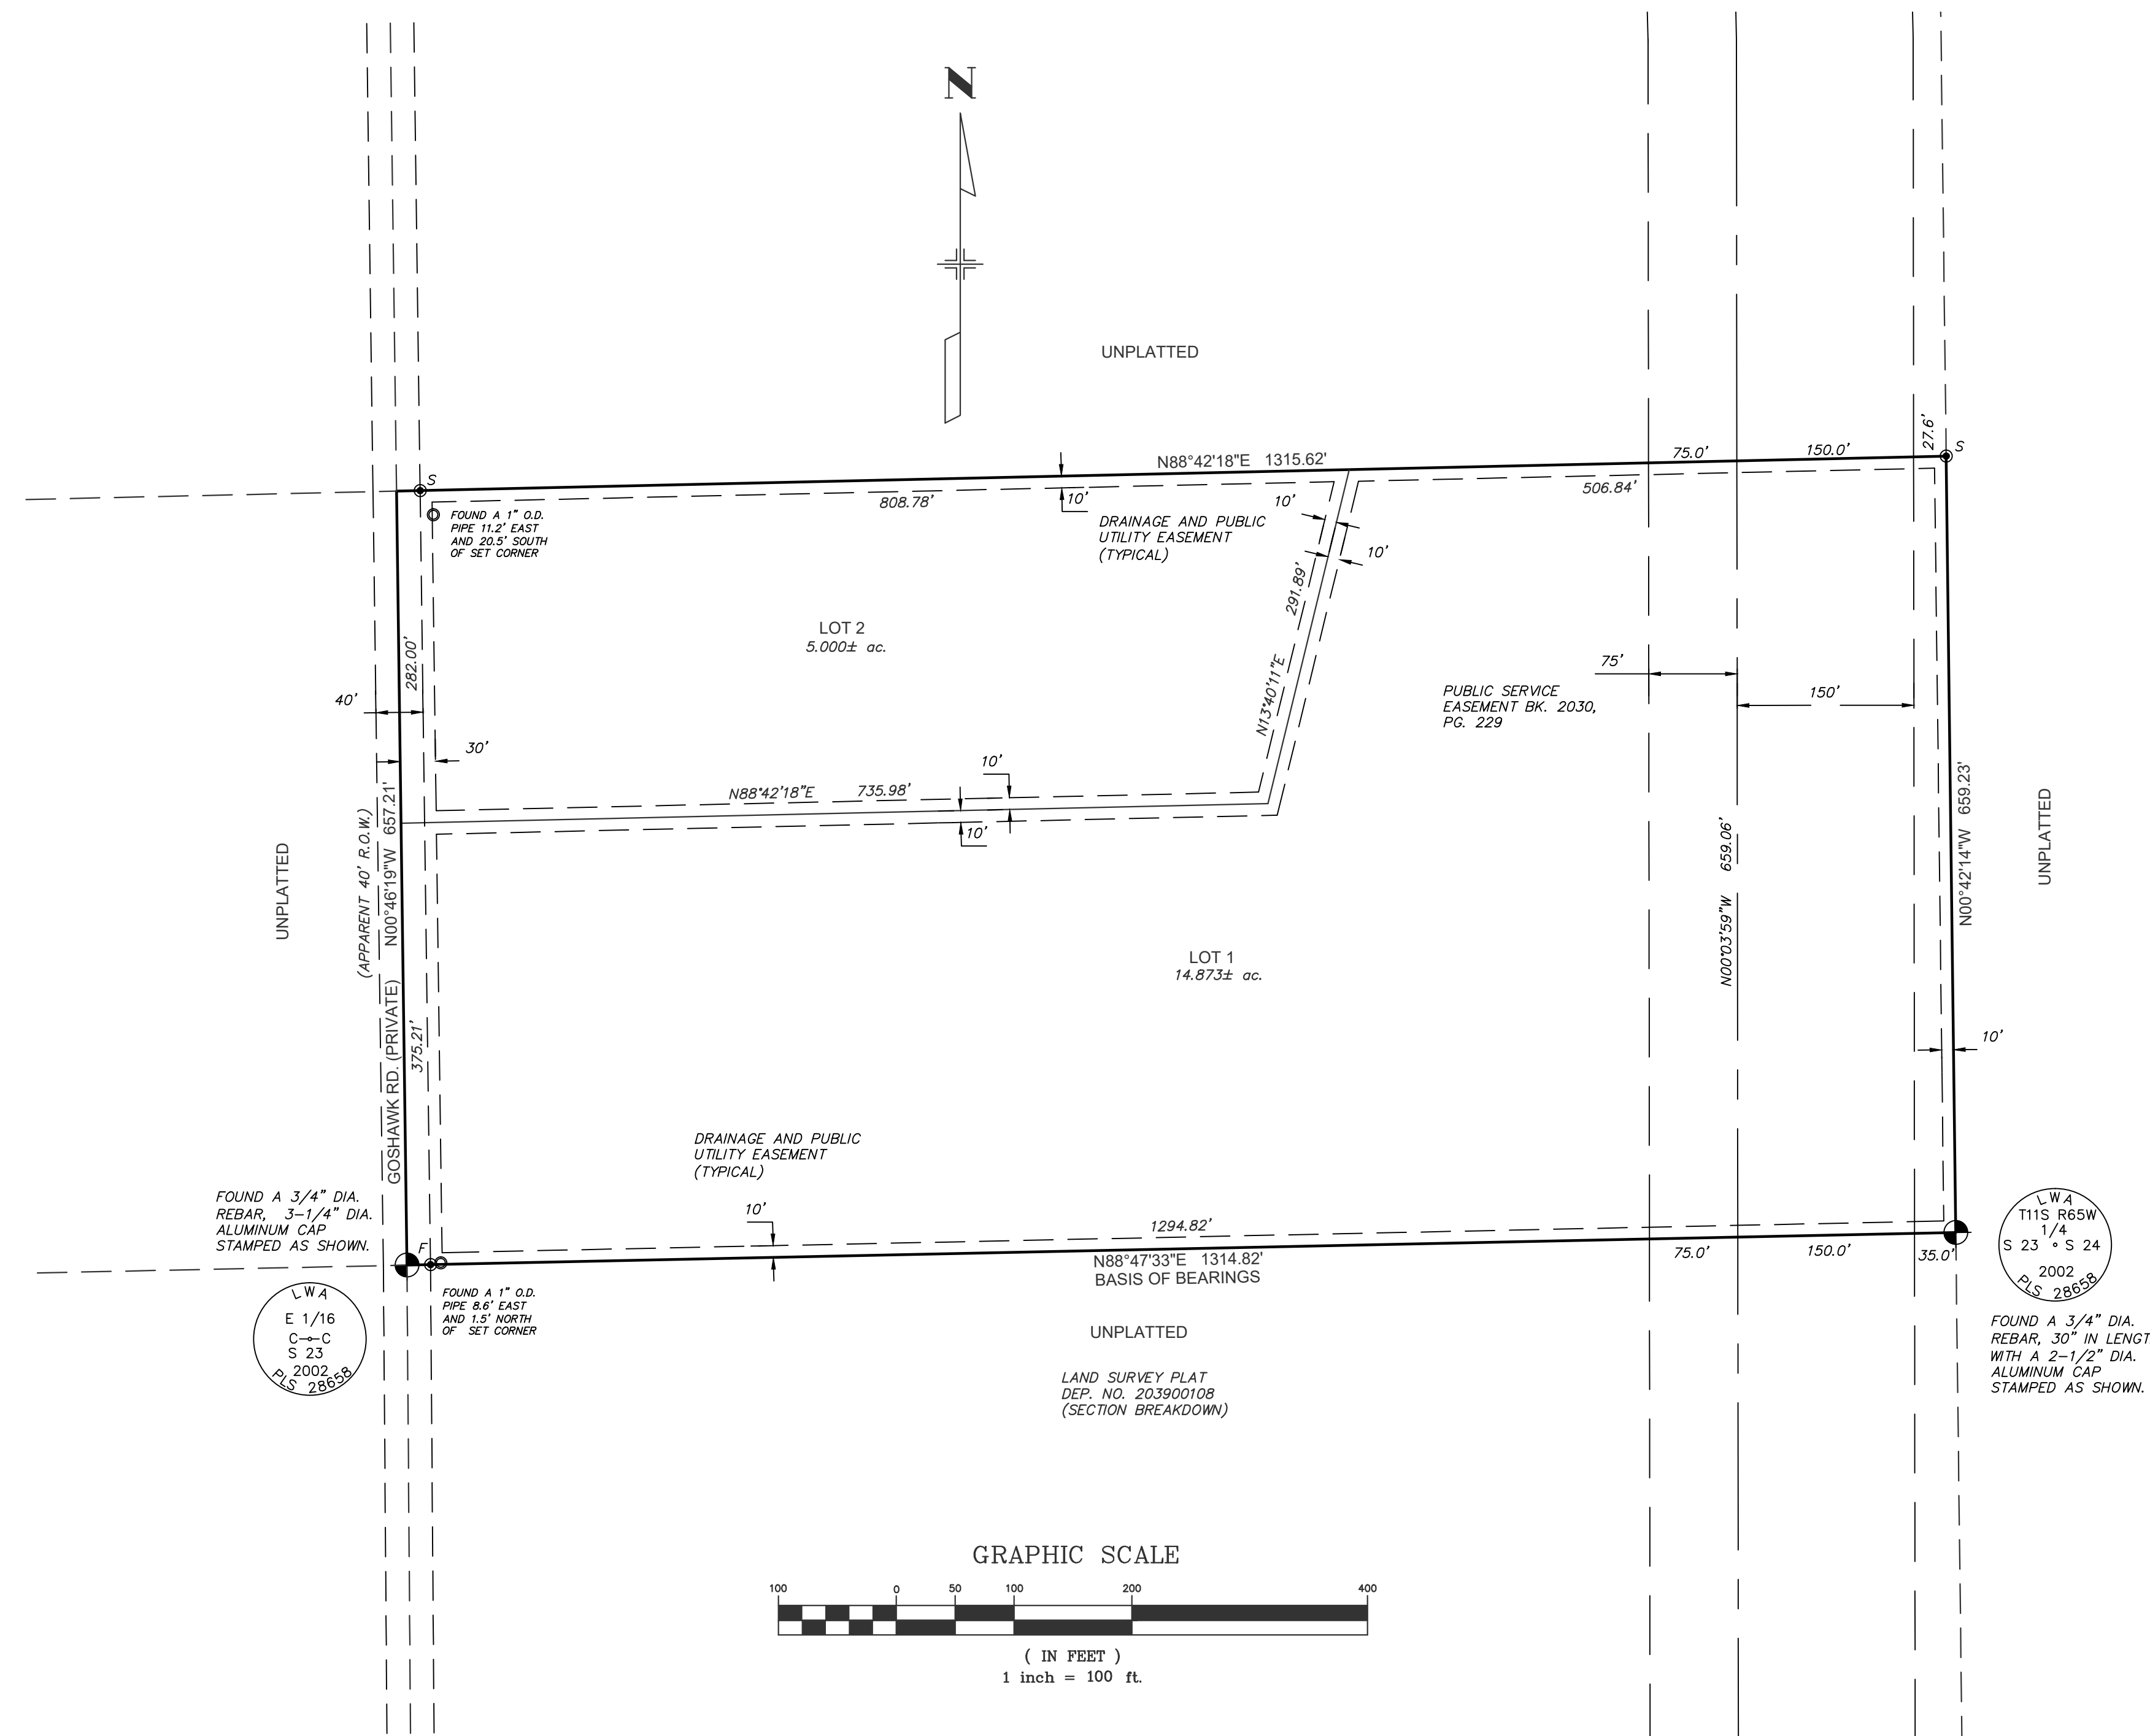 N
UNPLATTED
N88°42'18"E 1315.62'
75.0'
150.0'
27.6'
S
S
808.78'
10'
506.84'
FOUND A 1" O.D.
PIPE 11.2' EAST
AND 20.5' SOUTH
OF SET CORNER
DRAINAGE AND PUBLIC
UTILITY EASEMENT
(TYPICAL)
10'
10'
291.89'
N13°40'11"E
LOT 2
5.000± ac.
282.00'
40'
30'
75'
150'
PUBLIC SERVICE
EASEMENT BK. 2030,
PG. 229
N88°42'18"E 735.98'
10'
10'
UNPLATTED
(APPARENT 40' R.O.W.)
GOSHAWK RD. (PRIVATE) N00°46'19"W 657.21'
375.21'
LOT 1
14.873± ac.
N00°03'59"W 659.06'
N00°42'14"W 659.23'
UNPLATTED
10'
DRAINAGE AND PUBLIC
UTILITY EASEMENT
(TYPICAL)
10'
1294.82'
N88°47'33"E 1314.82'
BASIS OF BEARINGS
75.0'
150.0'
35.0'
FOUND A 3/4" DIA.
REBAR, 3-1/4" DIA.
ALUMINUM CAP
STAMPED AS SHOWN.
F
LWA
E 1/16
C C
S 23
2002
PLS 28658
FOUND A 1" O.D.
PIPE 8.6' EAST
AND 1.5' NORTH
OF SET CORNER
LWA
T11S R65W
1/4
S 23 S 24
2002
PLS 28658
FOUND A 3/4" DIA.
REBAR, 30" IN LENGT
WITH A 2-1/2" DIA.
ALUMINUM CAP
STAMPED AS SHOWN.
UNPLATTED
LAND SURVEY PLAT
DEP. NO. 203900108
(SECTION BREAKDOWN)
GRAPHIC SCALE
100 0 50 100 200 400
( IN FEET )
1 inch = 100 ft.